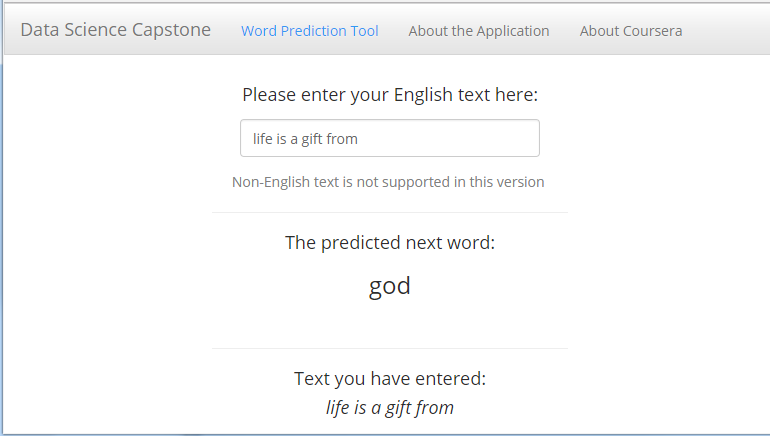 Data Science Capstone Word Prediction Tool About the Application About Coursera
Please enter your English text here:
life is a gift from
Non-English text is not supported in this version
The predicted next word:
god
Text you have entered:
life is a gift from